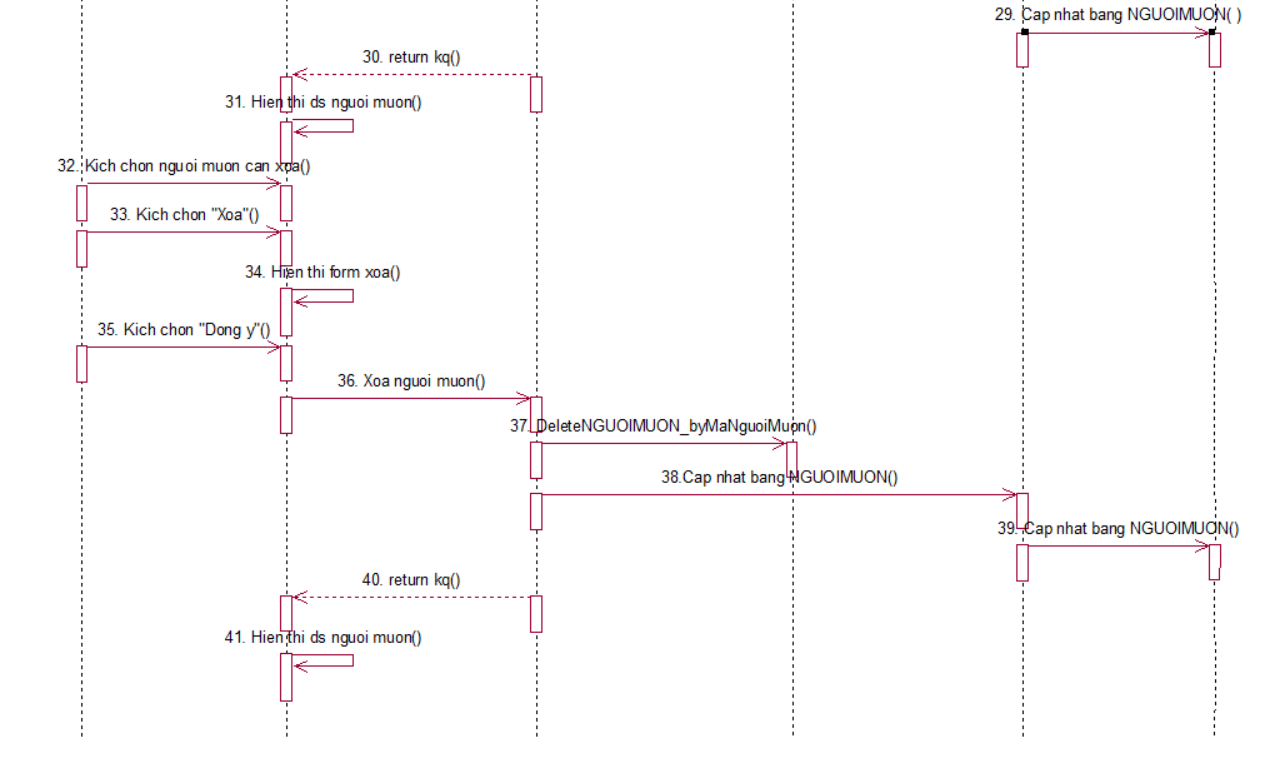 29. Cap nhat bang NGUOIMUON( )
30. return kq()
31. Hien thi ds nguoi muon()
32. Kich chon nguoi muon can xoa()
33. Kich chon "Xoa"()
34. Hien thi form xoa()
35. Kich chon "Dong y"()
36. Xoa nguoi muon()
37. DeleteNGUOIMUON_byMaNguoiMuon()
38.Cap nhat bang NGUOIMUON()
39. Cap nhat bang NGUOIMUON()
40. return kq()
41. Hien thi ds nguoi muon()